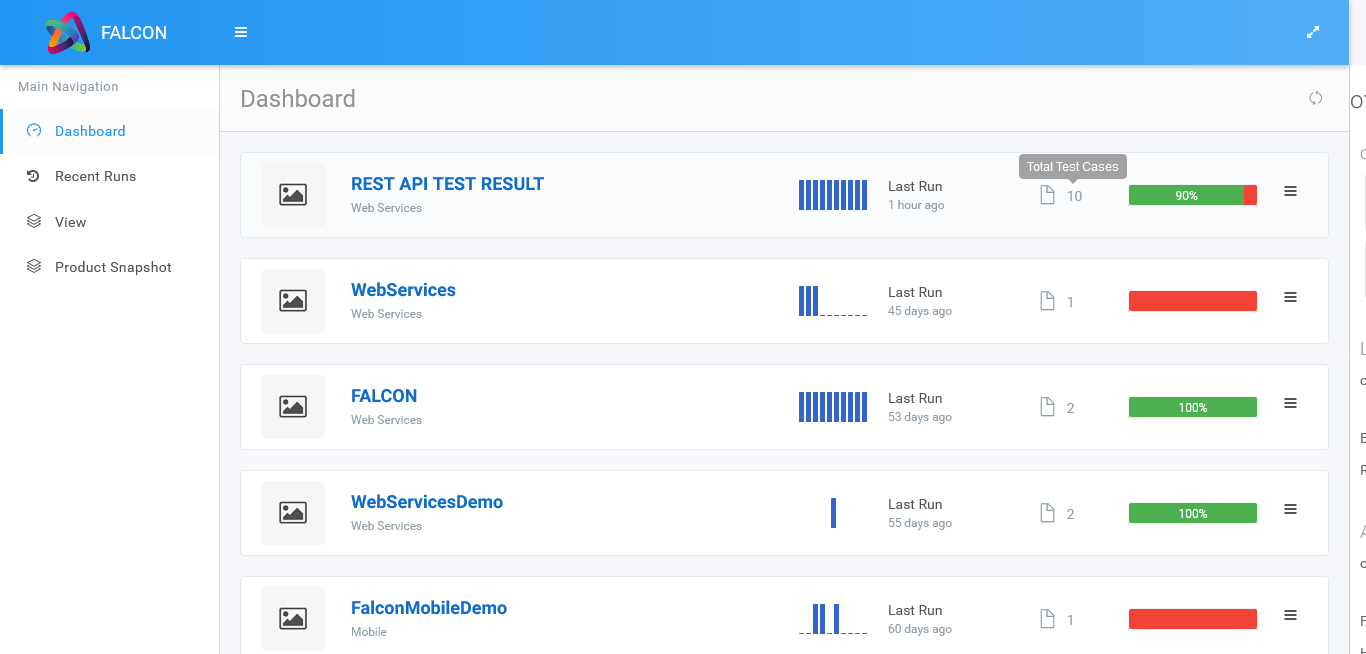 FALCON
Main Navigation
Dashboard
Recent Runs
View
Product Snapshot
Dashboard
Total Test Cases
REST API TEST RESULT
Web Services
Last Run
1 hour ago
10
90%
WebServices
Web Services
Last Run
45 days ago
1
FALCON
Web Services
Last Run
53 days ago
2
100%
WebServicesDemo
Web Services
Last Run
55 days ago
2
100%
FalconMobileDemo
Mobile
Last Run
60 days ago
1